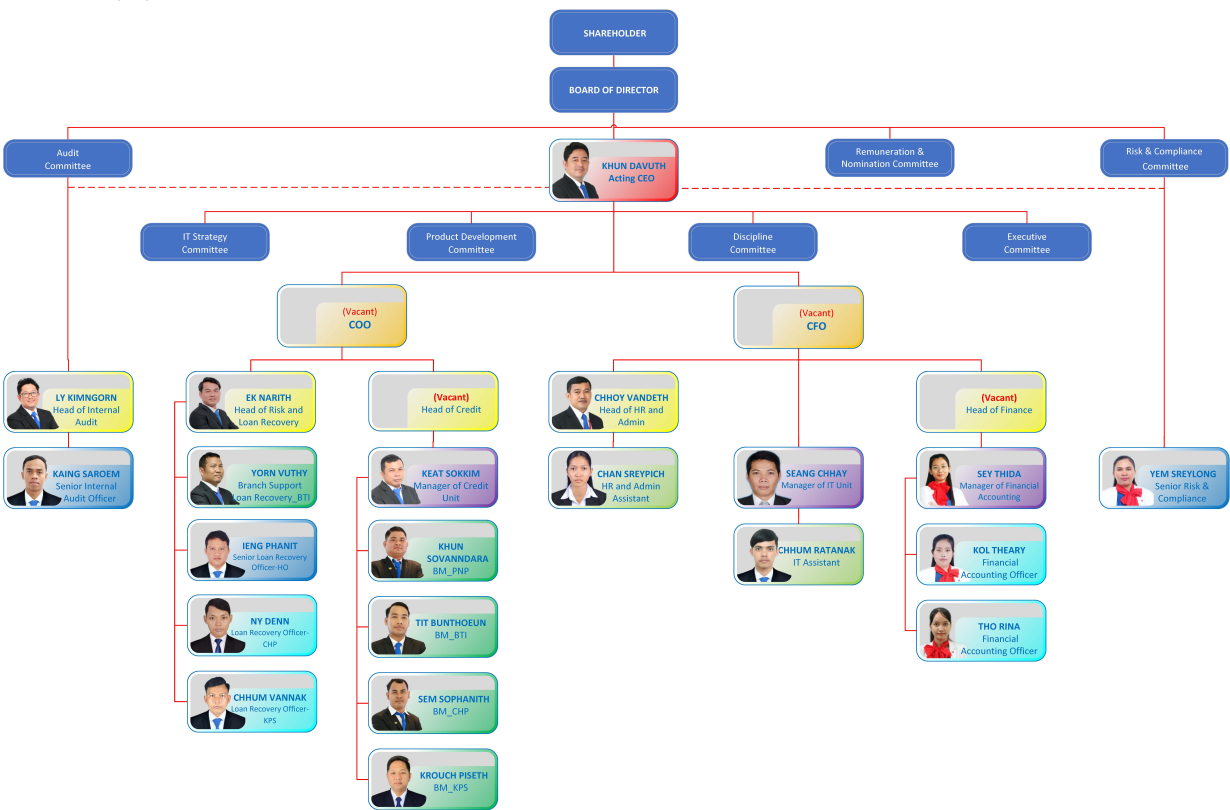 SHAREHOLDER
BOARD OF DIRECTOR
Audit
Committee
KHUN DAVUTH
Acting CEO
Remuneration &
Nomination Committee
Risk & Compliance
Committee
IT Strategy
Committee
Product Development
Committee
Discipline
Committee
Executive
Committee
(Vacant)
COO
(Vacant)
CFO
LY KIMNGORN
Head of Internal
Audit
EK NARITH
Head of Risk and
Loan Recovery
(Vacant)
Head of Credit
CHHOY VANDETH
Head of HR and
Admin
(Vacant)
Head of Finance
KAING SAROEM
Senior Internal
Audit Officer
YORN VUTHY
Branch Support
Loan Recovery_BTI
KEAT SOKKIM
Manager of Credit
Unit
CHAN SREYPICH
HR and Admin
Assistant
SEANG CHHAY
Manager of IT Unit
SEY THIDA
Manager of Financial
Accounting
YEM SREYLONG
Senior Risk &
Compliance
IENG PHANIT
Senior Loan Recovery
Officer-HO
KHUN
SOVANNDARA
BM_PNP
CHHUM RATANAK
IT Assistant
KOL THEARY
Financial
Accounting Officer
NY DENN
Loan Recovery Officer-
CHP
TIT BUNTHOEUN
BM_BTI
THO RINA
Financial
Accounting Officer
CHHUM VANNAK
Loan Recovery Officer-
KPS
SEM SOPHANITH
BM_CHP
KROUCH PISETH
BM_KPS